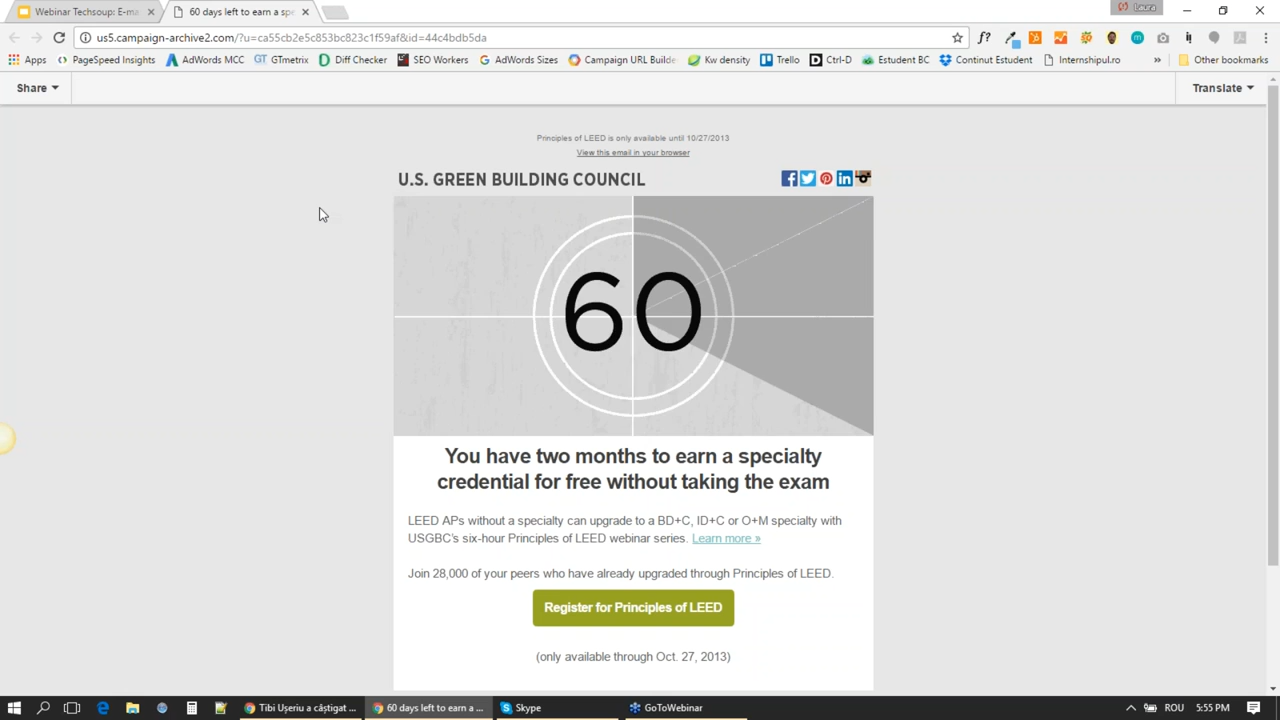 Webinar Techsoup: E-ma
60 days left to earn a spe
Laura
us5.campaign-archive2.com/?u=ca55cb2e5c853bc823c1f59af&id=44c4bdb5da
f?
Apps
PageSpeed Insights
AdWords MCC
GT GTmetrix
Diff Checker
SEO Workers
AdWords Sizes
Campaign URL Builde
Kw density
Trello
Ctrl-D
Estudent BC
Continut Estudent
Internshipul.ro
»
Other bookmarks
Share
Translate
Principles of LEED is only available until 10/27/2013
View this email in your browser
U.S. GREEN BUILDING COUNCIL
60
You have two months to earn a specialty
credential for free without taking the exam
LEED APs without a specialty can upgrade to a BD+C, ID+C or O+M specialty with
USGBC's six-hour Principles of LEED webinar series. Learn more »
Join 28,000 of your peers who have already upgraded through Principles of LEED.
Register for Principles of LEED
(only available through Oct. 27, 2013)
Tibi Ușeriu a câștigat ...
60 days left to earn a ...
Skype
GoToWebinar
ROU
5:55 PM